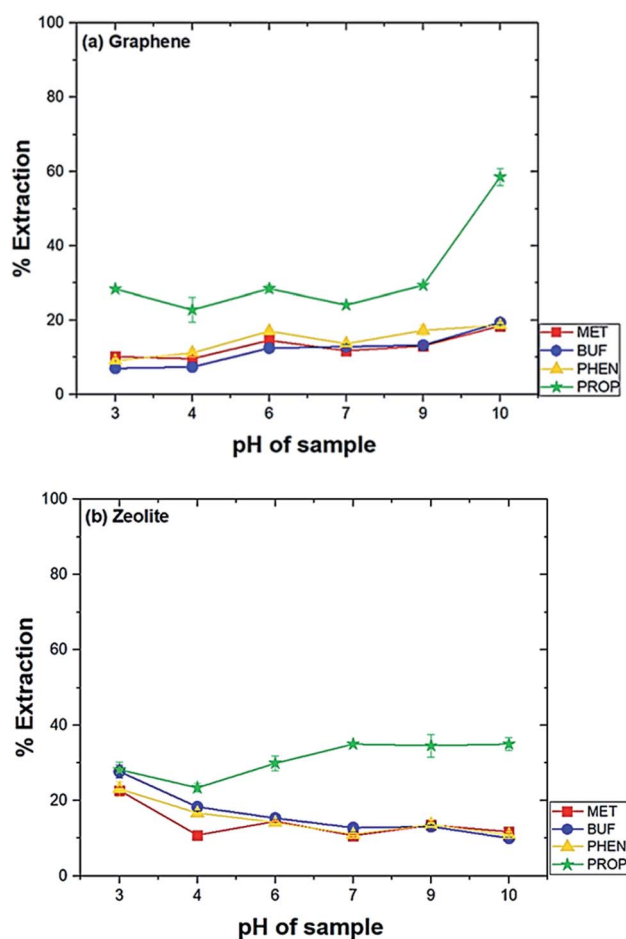 (a) Graphene
% Extraction
100
80
60
40
20
0
3 4 6 7 9 10
pH of sample
MET
BUF
PHEN
PROP
(b) Zeolite
% Extraction
100
80
60
40
20
0
3 4 6 7 9 10
pH of sample
MET
BUF
PHEN
PROP